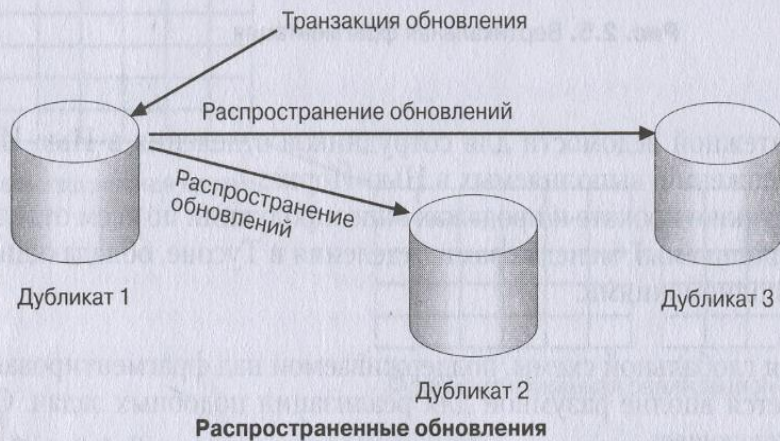 Транзакция обновления
Распространение обновлений
Распространение
обновлений
Дубликат 1
Дубликат 3
Дубликат 2
Распространенные обновления